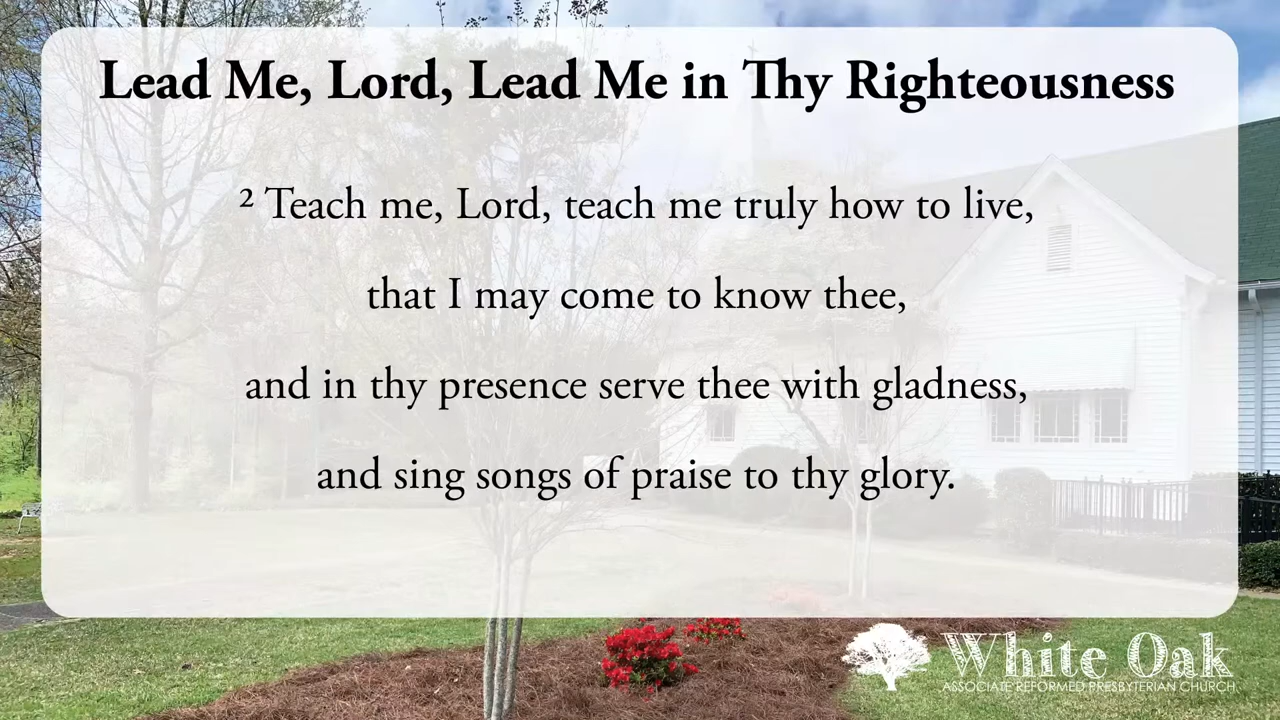 Lead Me, Lord, Lead Me in Thy Righteousness
² Teach me, Lord, teach me truly how to live,
that I may come to know thee,
and in thy presence serve thee with gladness,
and sing songs of praise to thy glory.
White Oak
ASSOCIATE REFORMED PRESBYTERIAN CHURCH